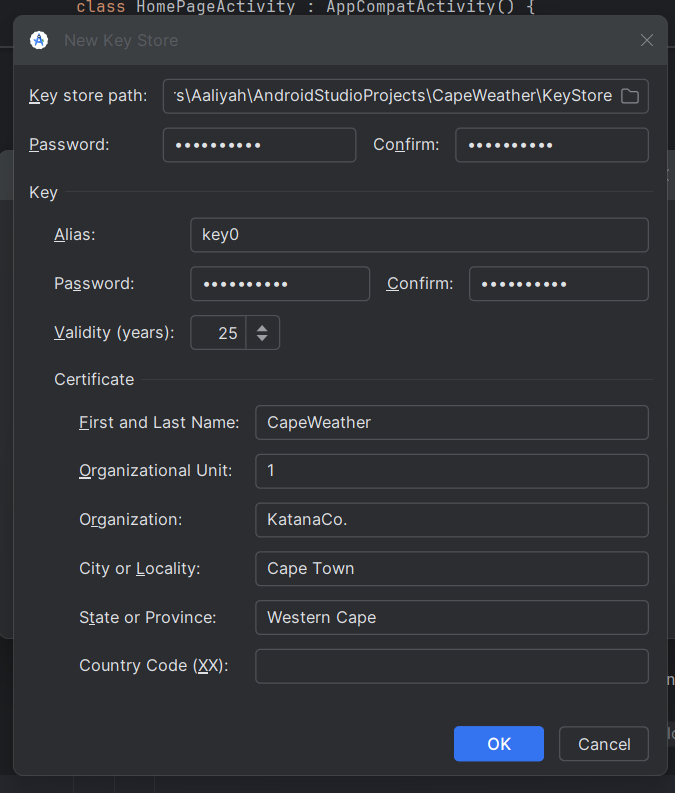 class HomePageActivity : AppCompatActivity() {
New Key Store
Key store path: rs\Aaliyah\AndroidStudioProjects\CapeWeather\KeyStore
Password: •••••••••• Confirm: ••••••••••
Key
Alias: key0
Password: •••••••••• Confirm: ••••••••••
Validity (years): 25
Certificate
First and Last Name: CapeWeather
Organizational Unit: 1
Organization: KatanaCo.
City or Locality: Cape Town
State or Province: Western Cape
Country Code (XX):
OK Cancel